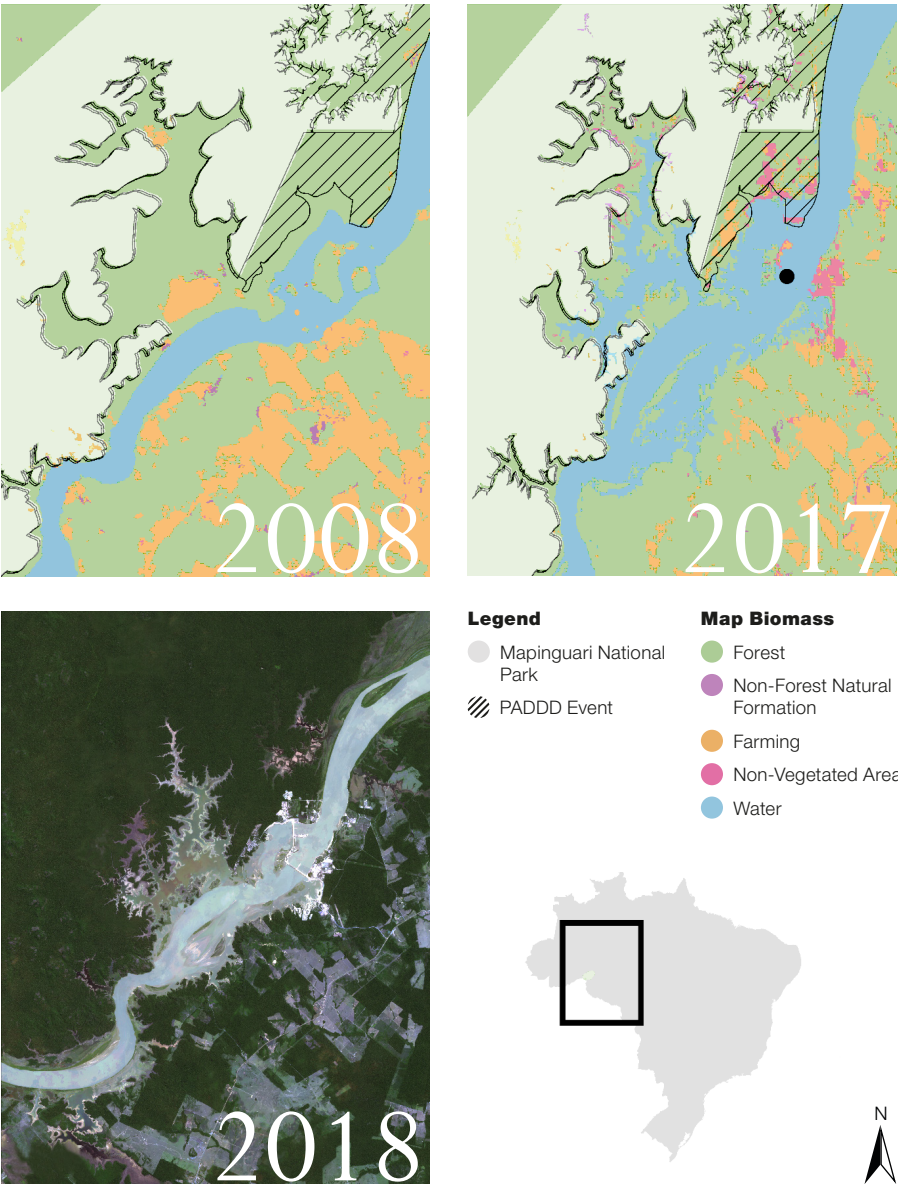 2008
2017
2018
Legend
Mapinguari National
Park
PADDD Event
Map Biomass
Forest
Non-Forest Natural
Formation
Farming
Non-Vegetated Area
Water
N